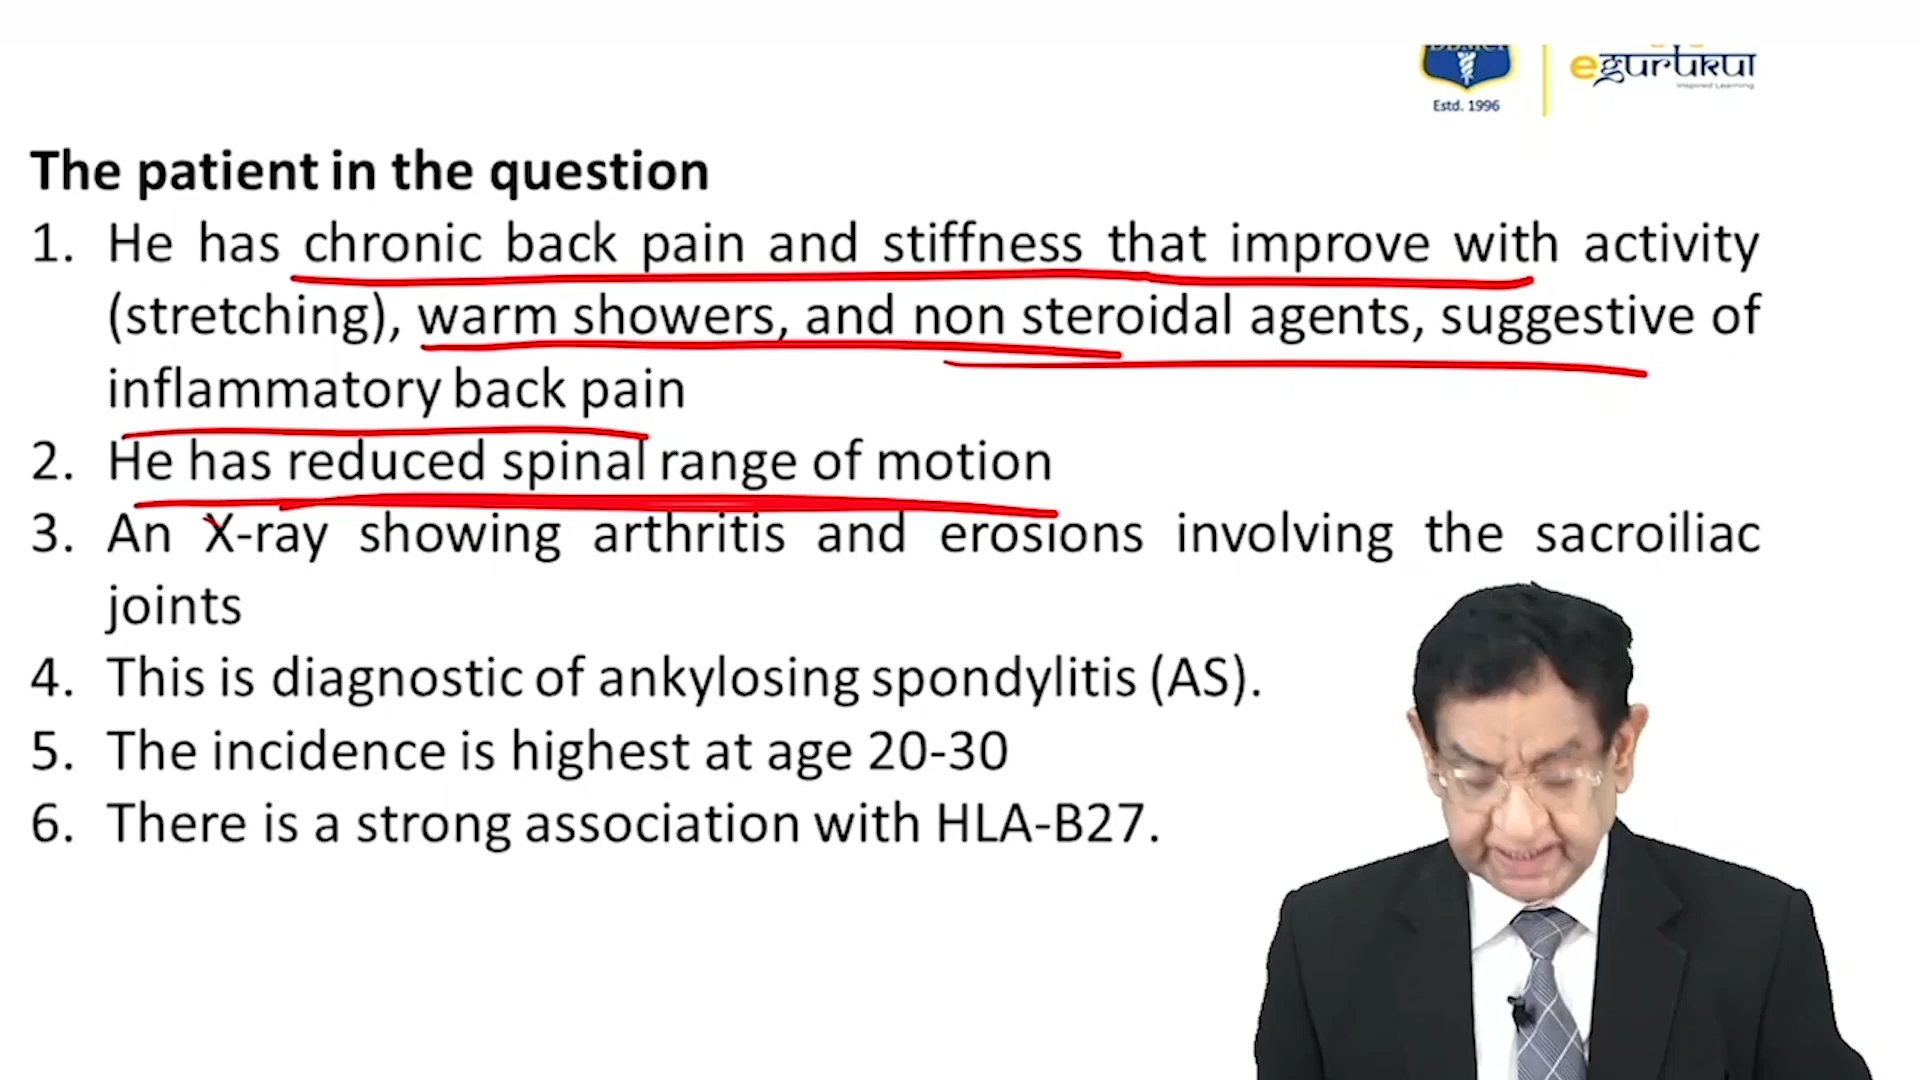 DBMCI
Estd. 1996
egurukul
Inspired Learning
The patient in the question
1. He has chronic back pain and stiffness that improve with activity
(stretching), warm showers, and non steroidal agents, suggestive of
inflammatory back pain
2. He has reduced spinal range of motion
3. An X-ray showing arthritis and erosions involving the sacroiliac
joints
4. This is diagnostic of ankylosing spondylitis (AS).
5. The incidence is highest at age 20-30
6. There is a strong association with HLA-B27.